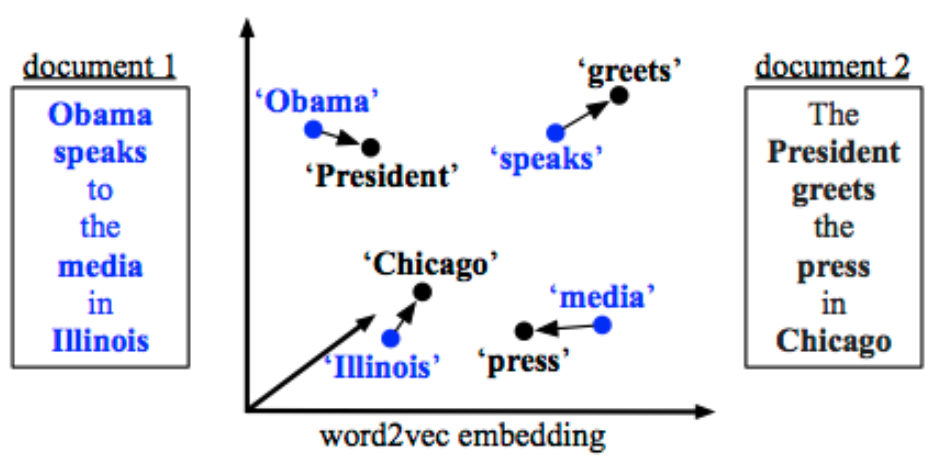 document 1
Obama
speaks
to
the
media
in
Illinois
‘Obama’
‘President’
‘greets’
‘speaks’
‘Chicago’
‘Illinois’
‘media’
‘press’
word2vec embedding
document 2
The
President
greets
the
press
in
Chicago